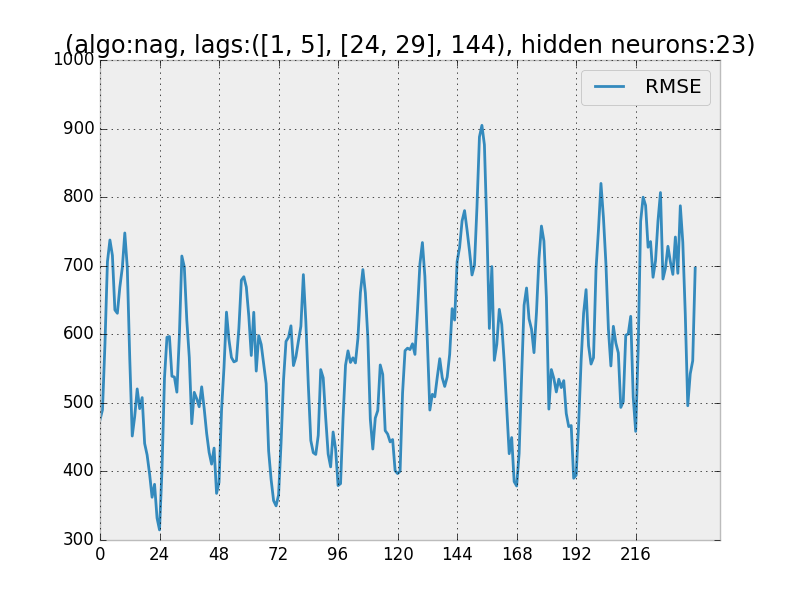 (algo:nag, lags:([1, 5], [24, 29], 144), hidden neurons:23)
1000
RMSE
900
800
700
600
500
400
300
0 24 48 72 96 120 144 168 192 216